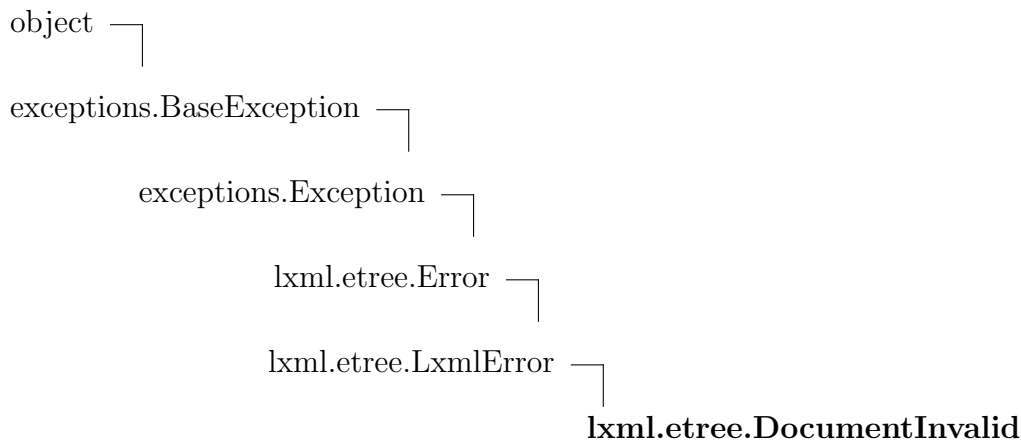 object
exceptions.BaseException
exceptions.Exception
lxml.etree.Error
lxml.etree.LxmlError
lxml.etree.DocumentInvalid